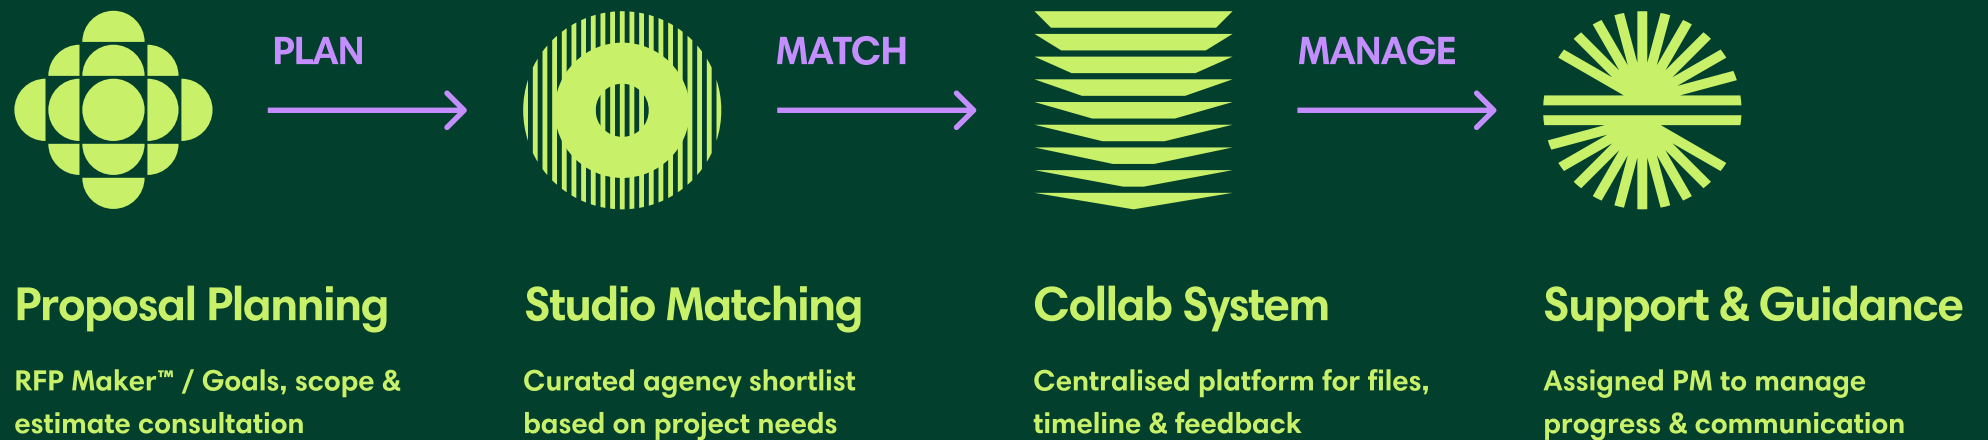 PLAN
MATCH
MANAGE
Proposal Planning
RFP Maker™ / Goals, scope &
estimate consultation
Studio Matching
Curated agency shortlist
based on project needs
Collab System
Centralised platform for files,
timeline & feedback
Support & Guidance
Assigned PM to manage
progress & communication